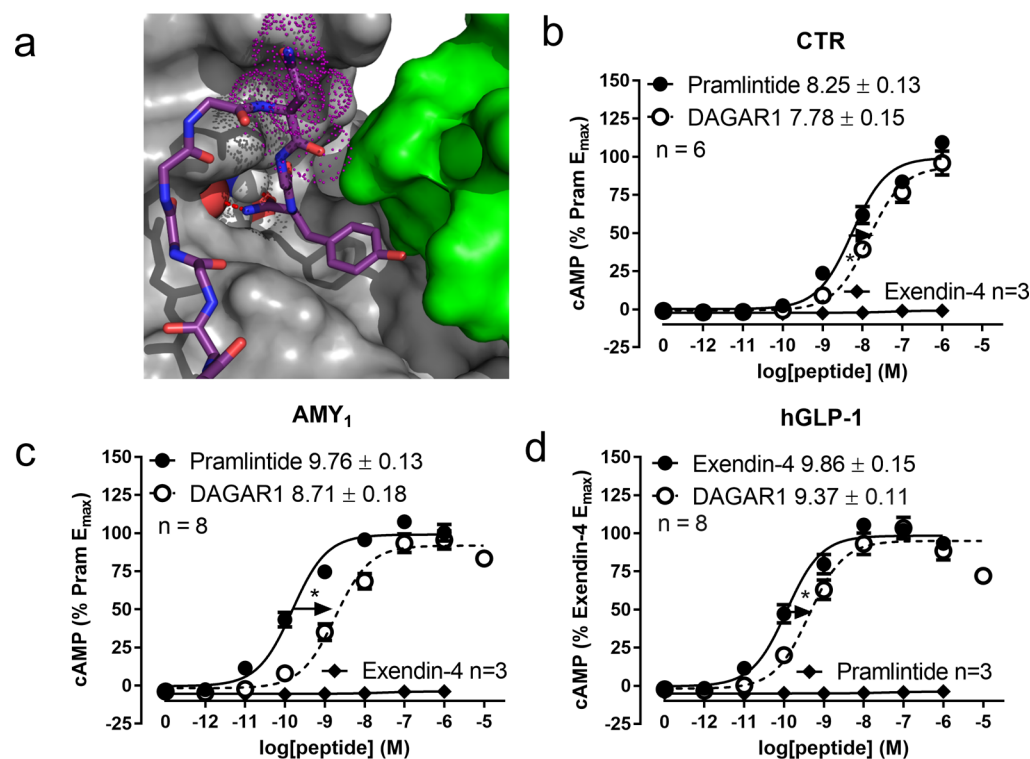 a
b
CTR
Pramlintide 8.25 ± 0.13
DAGAR1 7.78 ± 0.15
n = 6
cAMP (% Pram Emax)
150
125
100
75
50
25
0
-25
*
Exendin-4 n=3
0 -12 -11 -10 -9 -8 -7 -6 -5
log[peptide] (M)
c
AMY1
Pramlintide 9.76 ± 0.13
DAGAR1 8.71 ± 0.18
n = 8
cAMP (% Pram Emax)
150
125
100
75
50
25
0
-25
*
Exendin-4 n=3
0 -12 -11 -10 -9 -8 -7 -6 -5
log[peptide] (M)
d
hGLP-1
Exendin-4 9.86 ± 0.15
DAGAR1 9.37 ± 0.11
n = 8
cAMP (% Exendin-4 Emax)
150
125
100
75
50
25
0
-25
*
Pramlintide n=3
0 -12 -11 -10 -9 -8 -7 -6 -5
log[peptide] (M)